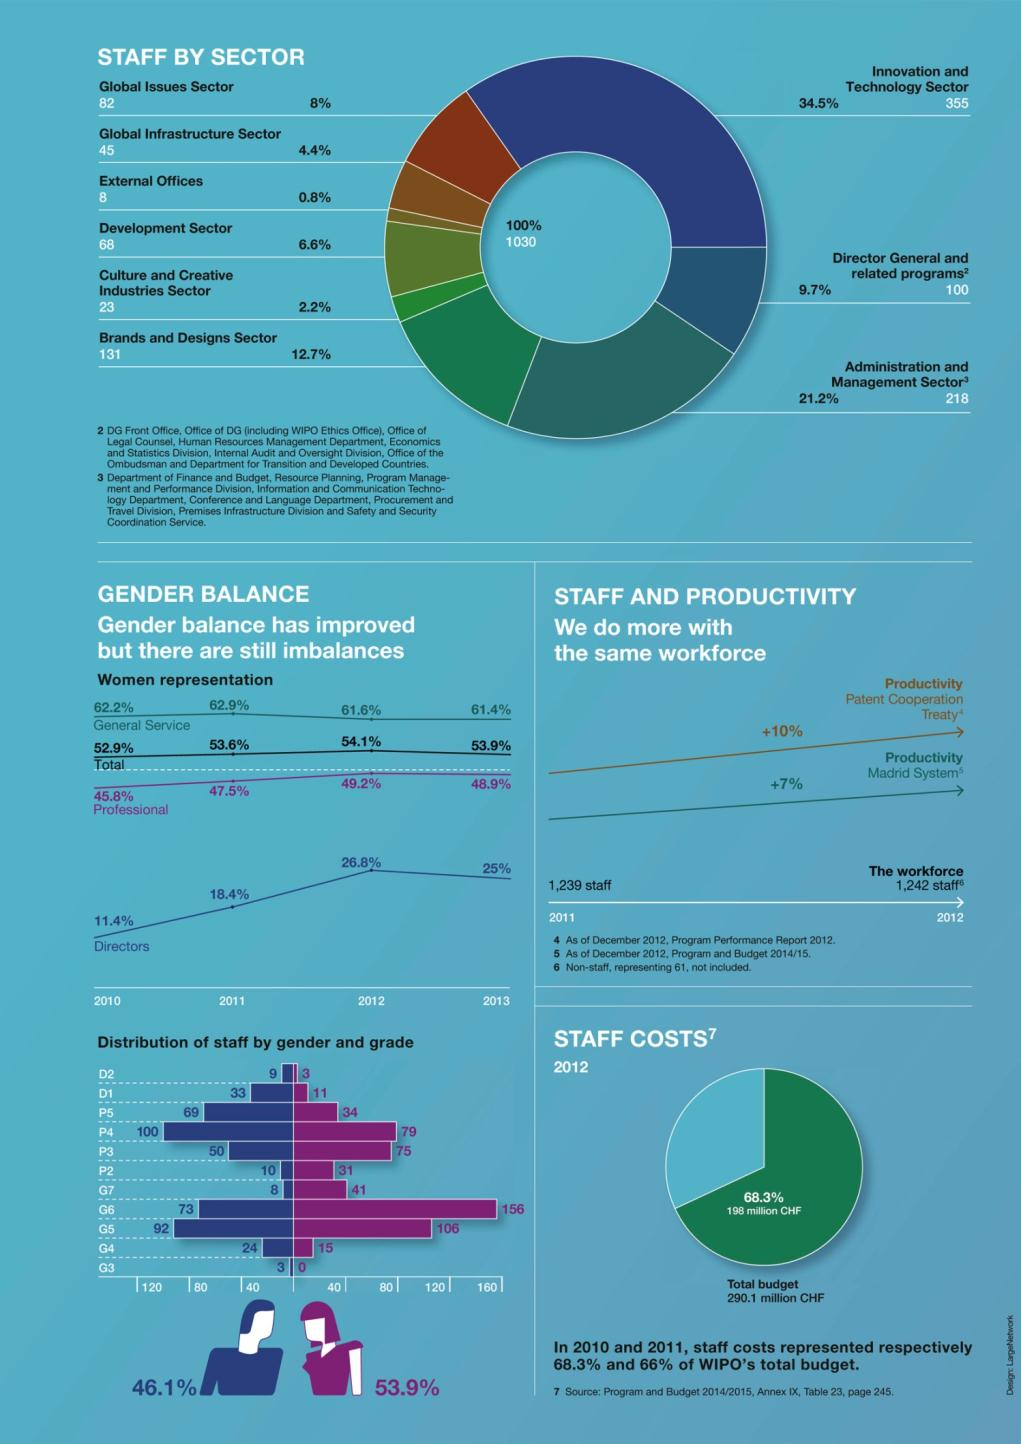 STAFF BY SECTOR
Global Issues Sector
82 8%
Global Infrastructure Sector
45 4.4%
External Offices
8 0.8%
Development Sector
68 6.6%
Culture and Creative
Industries Sector
23 2.2%
Brands and Designs Sector
131 12.7%
100%
1030
Innovation and
Technology Sector
34.5% 355
Director General and
related programs²
9.7% 100
Administration and
Management Sector³
21.2% 218
2 DG Front Office, Office of DG (including WIPO Ethics Office), Office of
Legal Counsel, Human Resources Management Department, Economics
and Statistics Division, Internal Audit and Oversight Division, Office of the
Ombudsman and Department for Transition and Developed Countries.
3 Department of Finance and Budget, Resource Planning, Program Manage-
ment and Performance Division, Information and Communication Techno-
logy Department, Conference and Language Department, Procurement and
Travel Division, Premises Infrastructure Division and Safety and Security
Coordination Service.
GENDER BALANCE
Gender balance has improved
but there are still imbalances
Women representation
62.2% 62.9% 61.6% 61.4%
General Service
52.9% 53.6% 54.1% 53.9%
Total
45.8% 47.5% 49.2% 48.9%
Professional
11.4% 18.4% 26.8% 25%
Directors
2010 2011 2012 2013
Distribution of staff by gender and grade
D2 9 3
D1 33 11
P5 69 34
P4 100 79
P3 50 75
P2 10 31
G7 8 41
G6 73 156
G5 92 106
G4 24 15
G3 3 0
120 80 40 40 80 120 160
46.1% 53.9%
STAFF AND PRODUCTIVITY
We do more with
the same workforce
Productivity
Patent Cooperation
Treaty⁴
+10%
Productivity
Madrid System⁵
+7%
The workforce
1,239 staff 1,242 staff⁶
2011 2012
4 As of December 2012, Program Performance Report 2012.
5 As of December 2012, Program and Budget 2014/15.
6 Non-staff, representing 61, not included.
STAFF COSTS⁷
2012
68.3%
198 million CHF
Total budget
290.1 million CHF
In 2010 and 2011, staff costs represented respectively
68.3% and 66% of WIPO's total budget.
7 Source: Program and Budget 2014/2015, Annex IX, Table 23, page 245.
Design: LargeNetwork